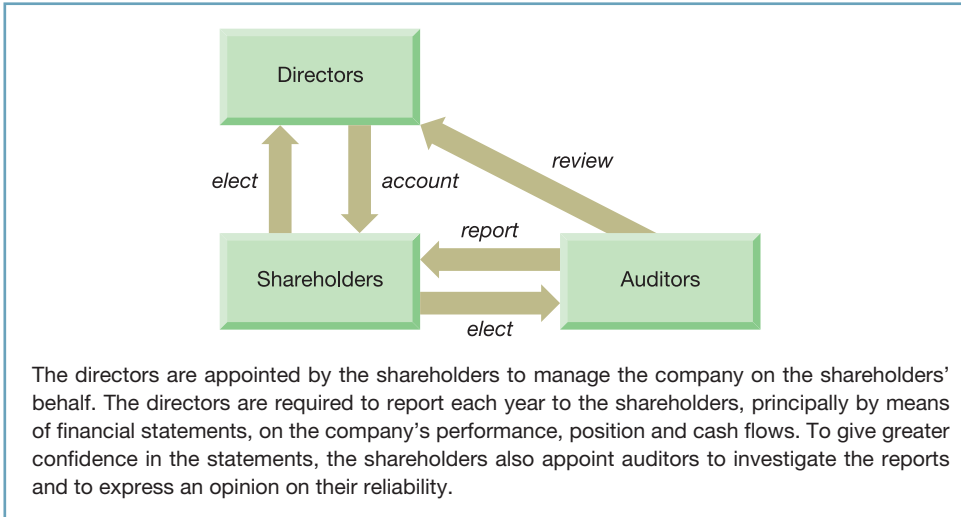 Directors
elect
account
review
report
Shareholders
Auditors
elect
The directors are appointed by the shareholders to manage the company on the shareholders’
behalf. The directors are required to report each year to the shareholders, principally by means
of financial statements, on the company’s performance, position and cash flows. To give greater
confidence in the statements, the shareholders also appoint auditors to investigate the reports
and to express an opinion on their reliability.